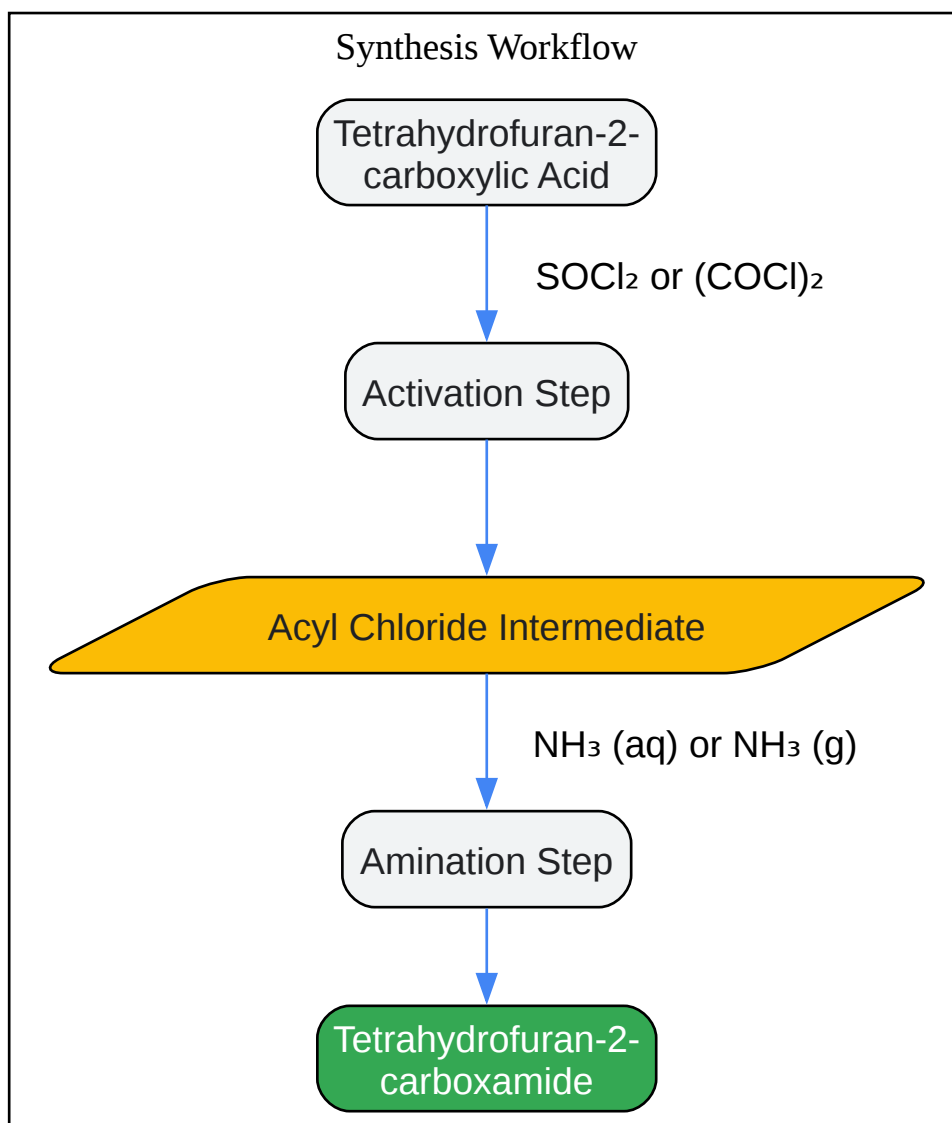 Synthesis Workflow
Tetrahydrofuran-2-
carboxylic Acid
SOCl₂ or (COCl)₂
Activation Step
Acyl Chloride Intermediate
NH₃ (aq) or NH₃ (g)
Amination Step
Tetrahydrofuran-2-
carboxamide